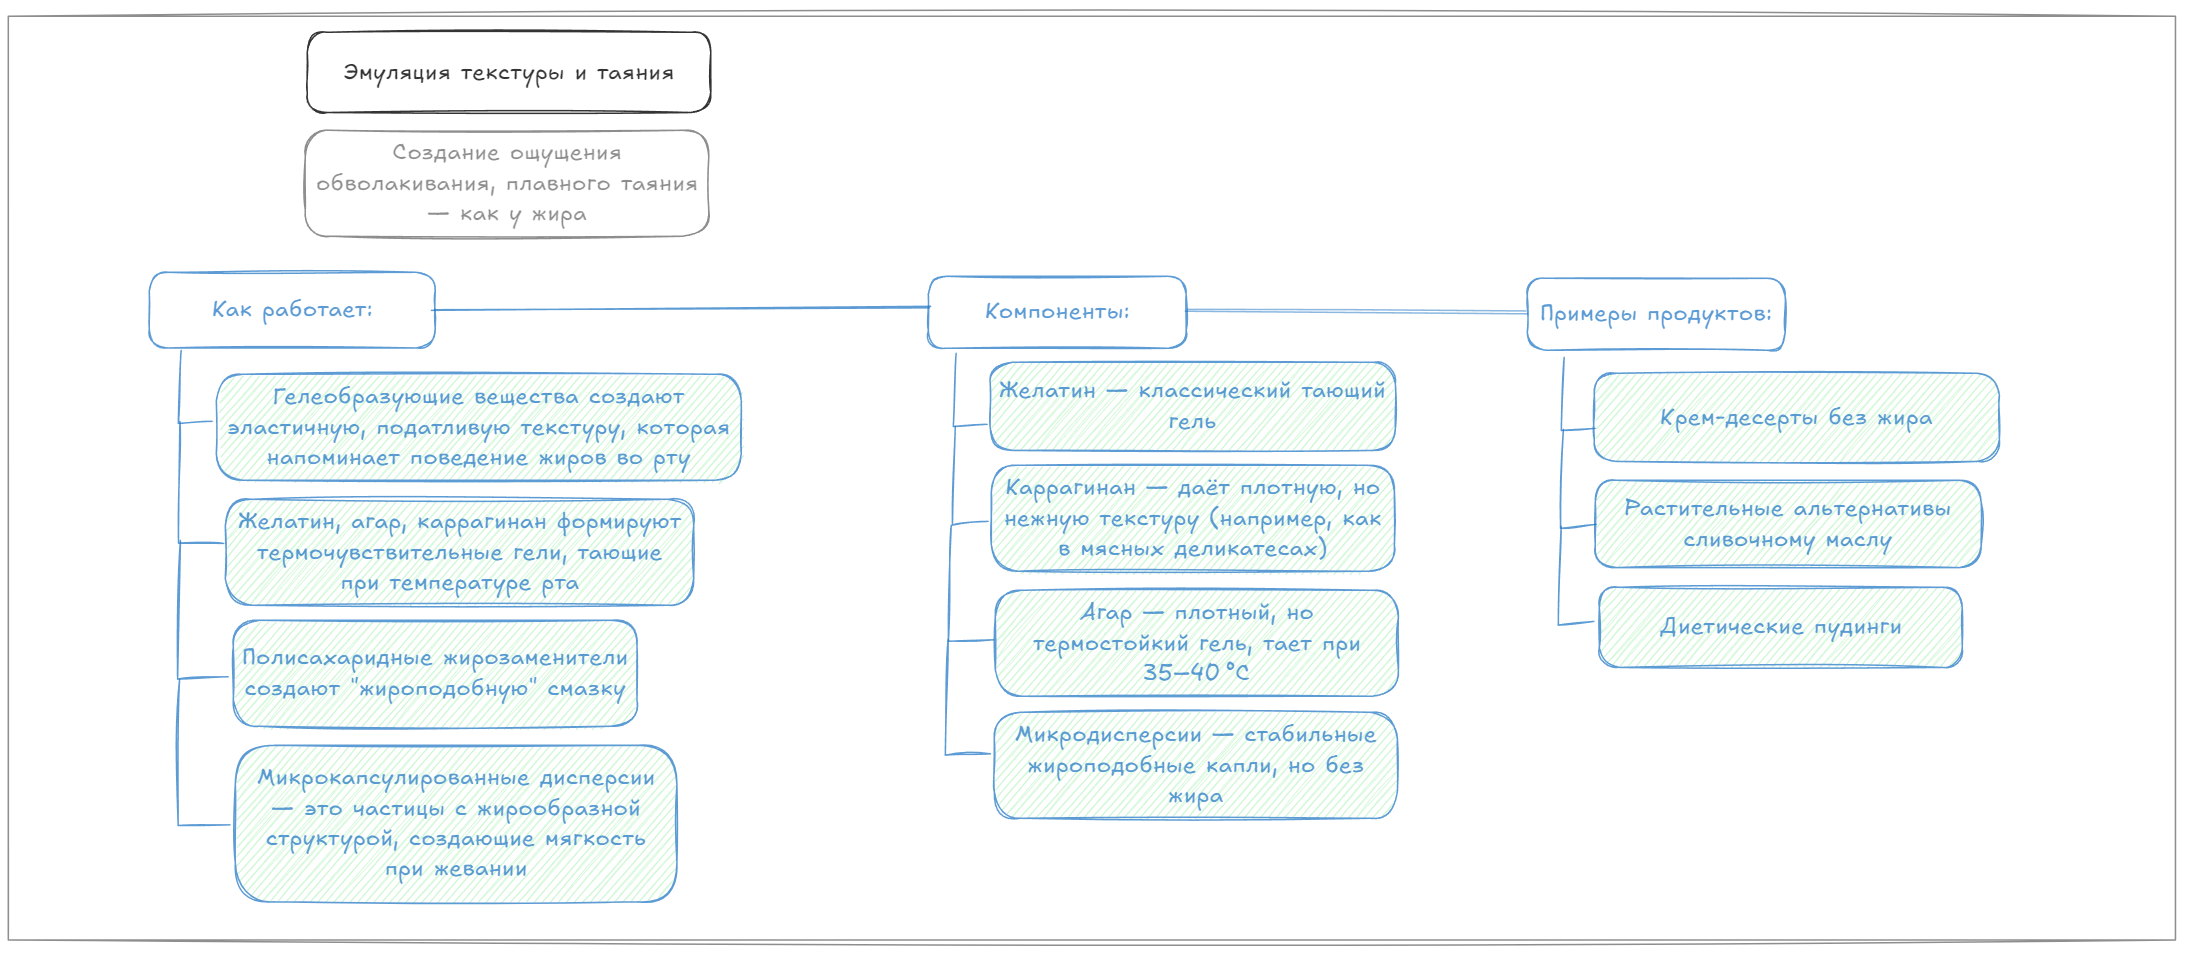 Эмуляция текстуры и таяния
Создание ощущения
обволакивания, плавного таяния
— как у жира
Как работает:
Гелеобразующие вещества создают
эластичную, податливую текстуру, которая
напоминает поведение жиров во рту
Желатин, агар, каррагинан формируют
термочувствительные гели, тающие
при температуре рта
Полисахаридные жирозаменители
создают "жироподобную" смазку
Микрокапсулированные дисперсии
— это частицы с жирообразной
структурой, создающие мягкость
при жевании
Компоненты:
Желатин — классический тающий
гель
Каррагинан — даёт плотную, но
нежную текстуру (например, как
в мясных деликатесах)
Агар — плотный, но
термостойкий гель, тает при
35–40 °C
Микродисперсии — стабильные
жироподобные капли, но без
жира
Примеры продуктов:
Крем-десерты без жира
Растительные альтернативы
сливочному маслу
Диетические пудинги